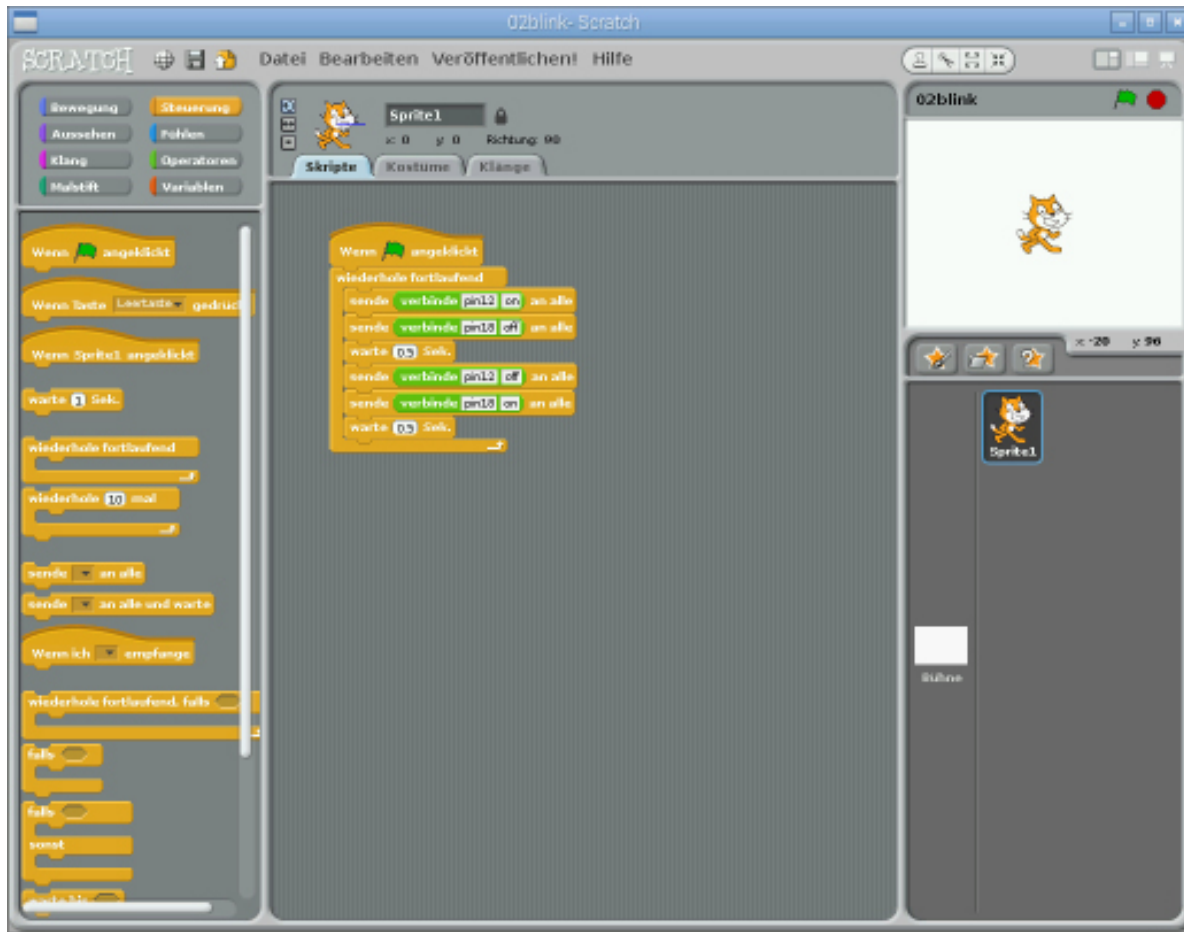 02blink- Scratch
SCRATCH Datei Bearbeiten Veröffentlichen! Hilfe
Bewegung Steuerung
Aussehen Fühlen
Klang Operatoren
Malstift Variablen
Wenn angeklickt
Wenn Taste Leertaste gedrüc
Wenn Sprite1 angeklickt
warte 1 Sek.
wiederhole fortlaufend
wiederhole 10 mal
sende an alle
sende an alle und warte
Wenn ich empfange
wiederhole fortlaufend, falls
falls
falls
sonst
warte bis
Sprite1
x: 0 y: 0 Richtung: 90
Skripte Kostüme Klänge
Wenn angeklickt
wiederhole fortlaufend
sende verbinde pin12 on an alle
sende verbinde pin18 off an alle
warte 0.5 Sek.
sende verbinde pin12 off an alle
sende verbinde pin18 on an alle
warte 0.5 Sek.
02blink
x: -20 y: 96
Sprite1
Bühne